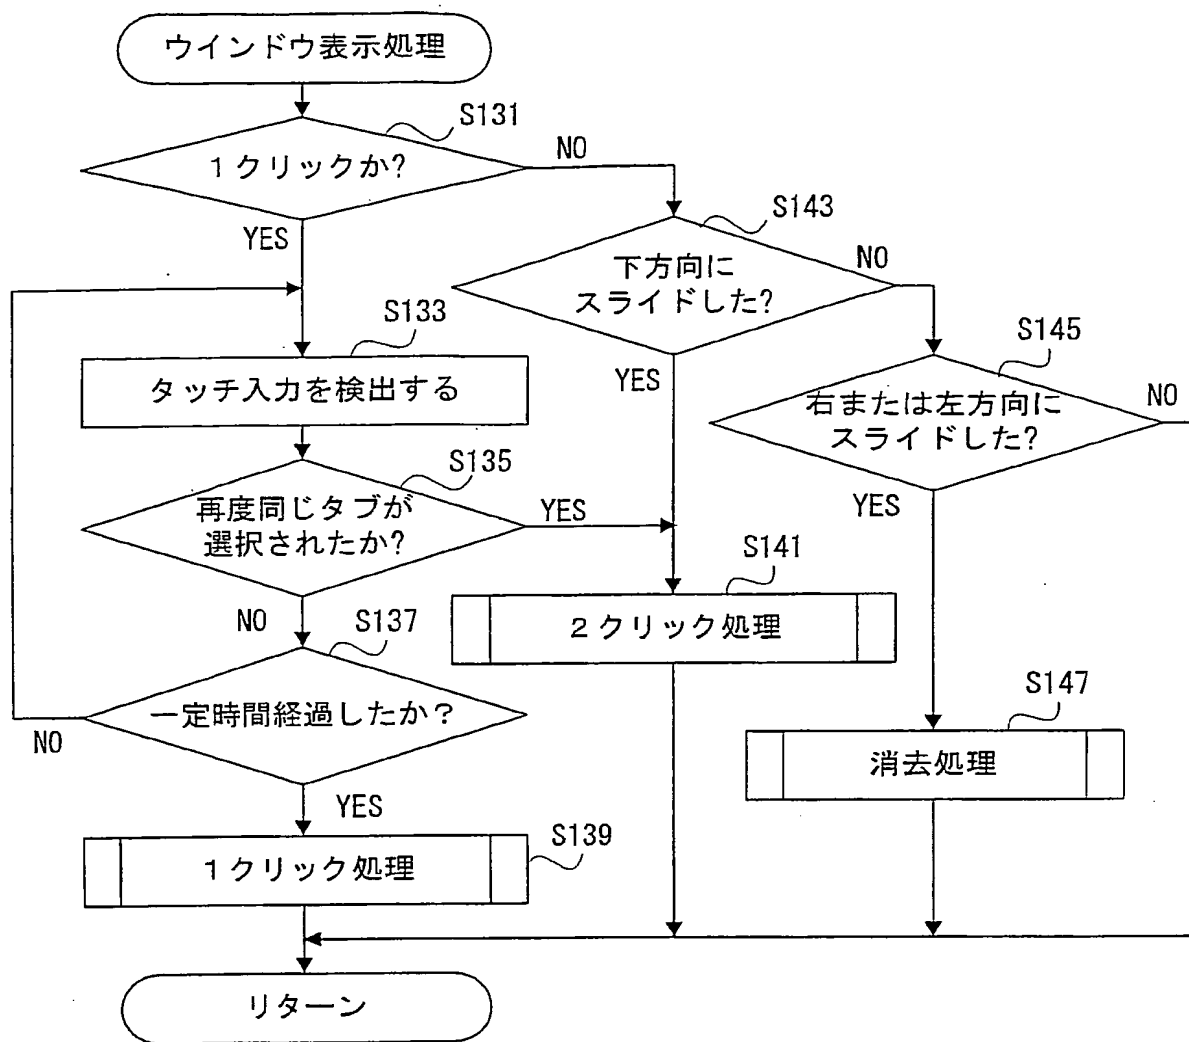 ウインドウ表示処理
S131
1クリックか?
NO
YES
S143
下方向に
スライドした?
NO
YES
S133
タッチ入力を検出する
S145
右または左方向に
スライドした?
NO
YES
S135
再度同じタブが
選択されたか?
YES
NO
S141
2クリック処理
S137
一定時間経過したか?
NO
YES
S147
消去処理
S139
1クリック処理
リターン